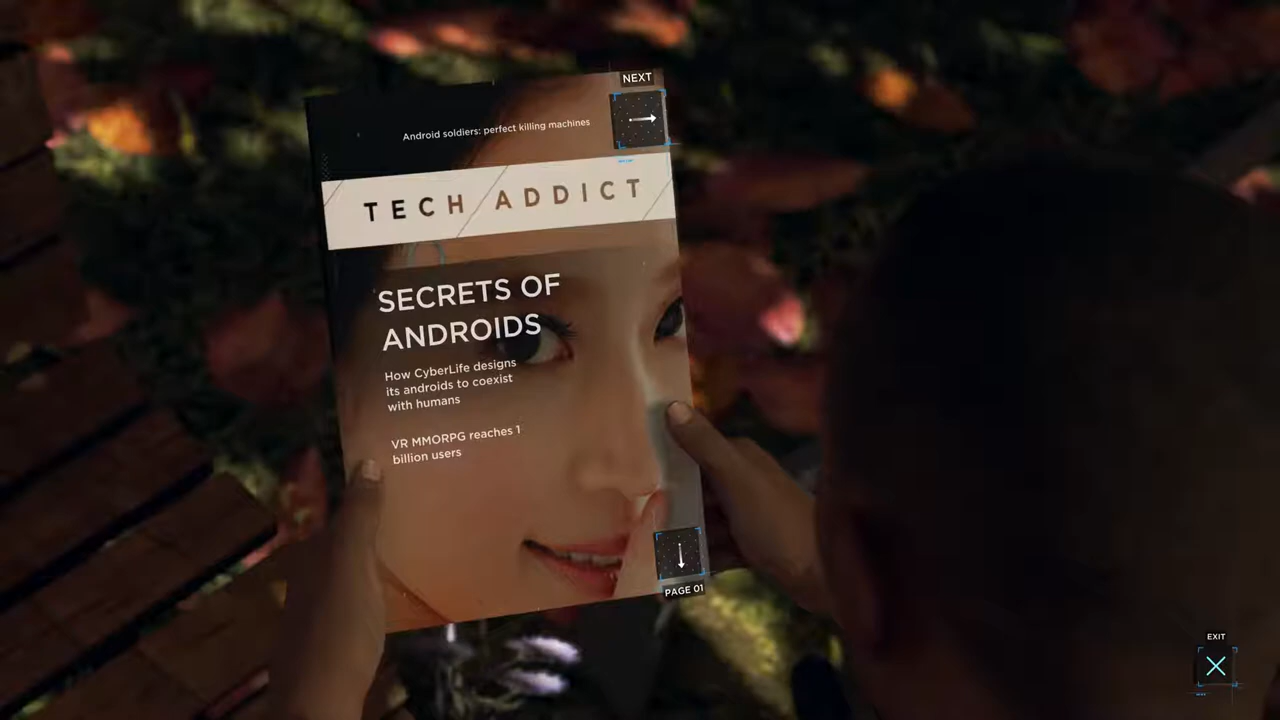 NEXT
Android soldiers: perfect killing machines
TECH ADDICT
SECRETS OF
ANDROIDS
How CyberLife designs
its androids to coexist
with humans
VR MMORPG reaches 1
billion users
PAGE 01
EXIT